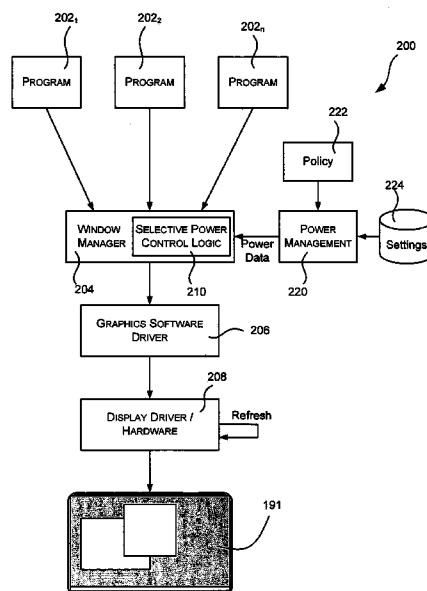 202₁
202₂
202ₙ
200
PROGRAM
PROGRAM
PROGRAM
222
Policy
224
WINDOW
MANAGER
SELECTIVE POWER
CONTROL LOGIC
Power
Data
POWER
MANAGEMENT
Settings
204
210
220
GRAPHICS SOFTWARE
DRIVER
206
208
DISPLAY DRIVER /
HARDWARE
Refresh
191